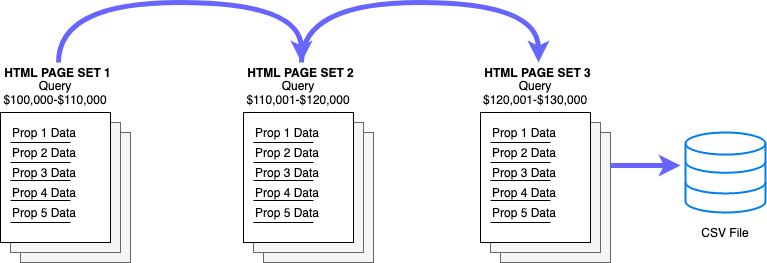 HTML PAGE SET 1
Query
$100,000-$110,000
Prop 1 Data
Prop 2 Data
Prop 3 Data
Prop 4 Data
Prop 5 Data
HTML PAGE SET 2
Query
$110,001-$120,000
Prop 1 Data
Prop 2 Data
Prop 3 Data
Prop 4 Data
Prop 5 Data
HTML PAGE SET 3
Query
$120,001-$130,000
Prop 1 Data
Prop 2 Data
Prop 3 Data
Prop 4 Data
Prop 5 Data
CSV File